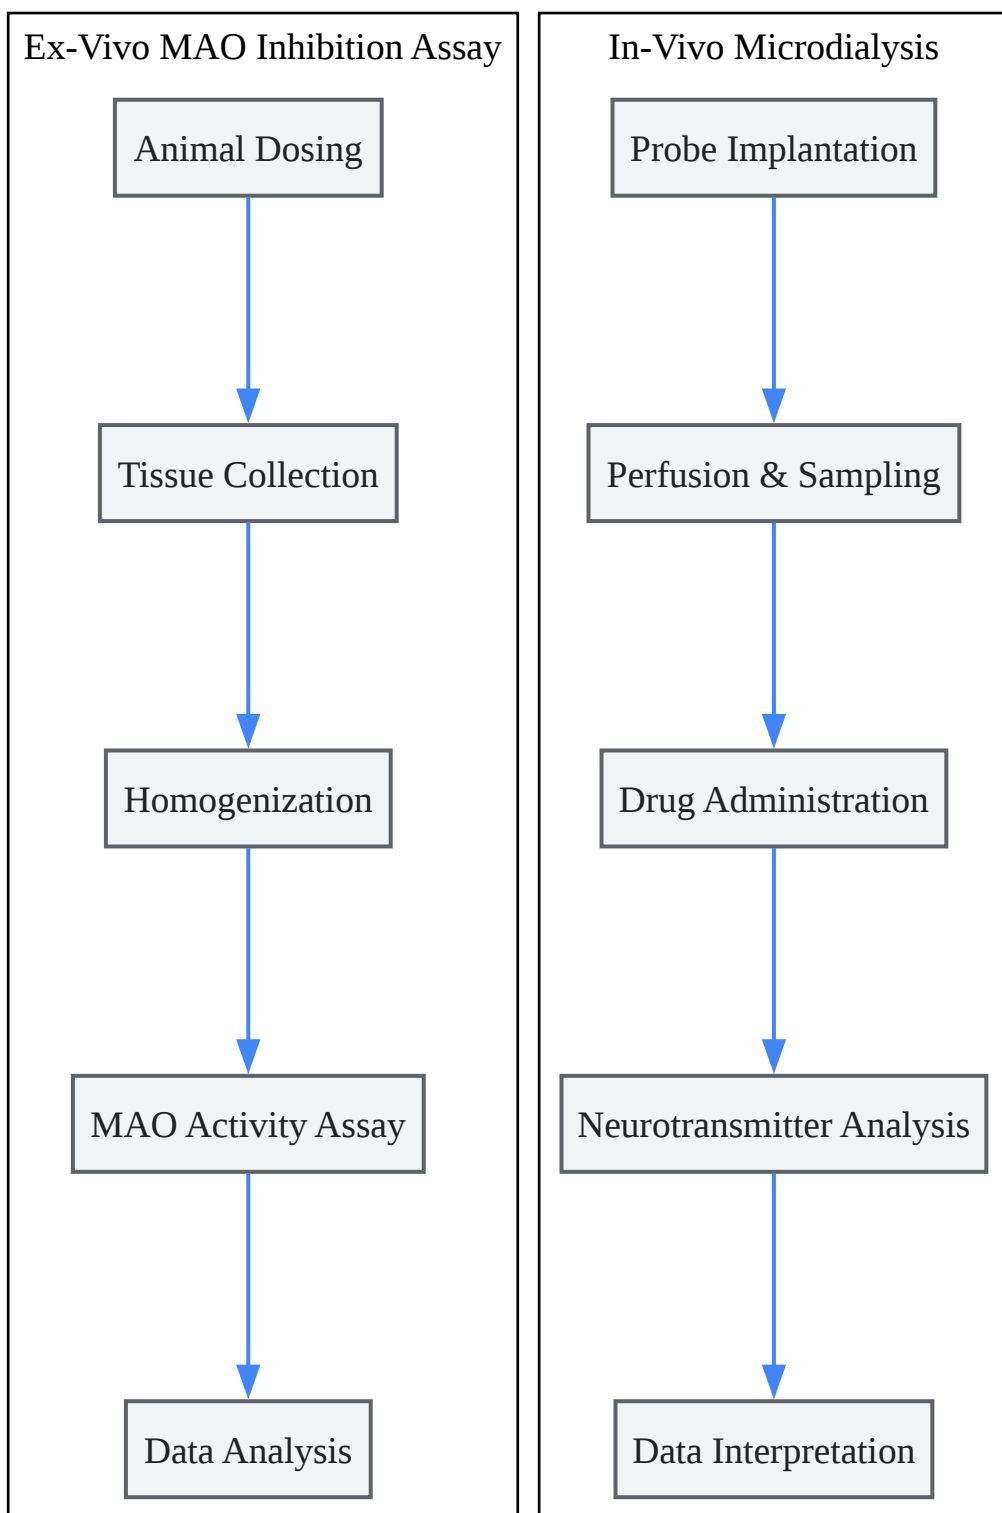 Ex-Vivo MAO Inhibition Assay
Animal Dosing
Tissue Collection
Homogenization
MAO Activity Assay
Data Analysis
In-Vivo Microdialysis
Probe Implantation
Perfusion & Sampling
Drug Administration
Neurotransmitter Analysis
Data Interpretation